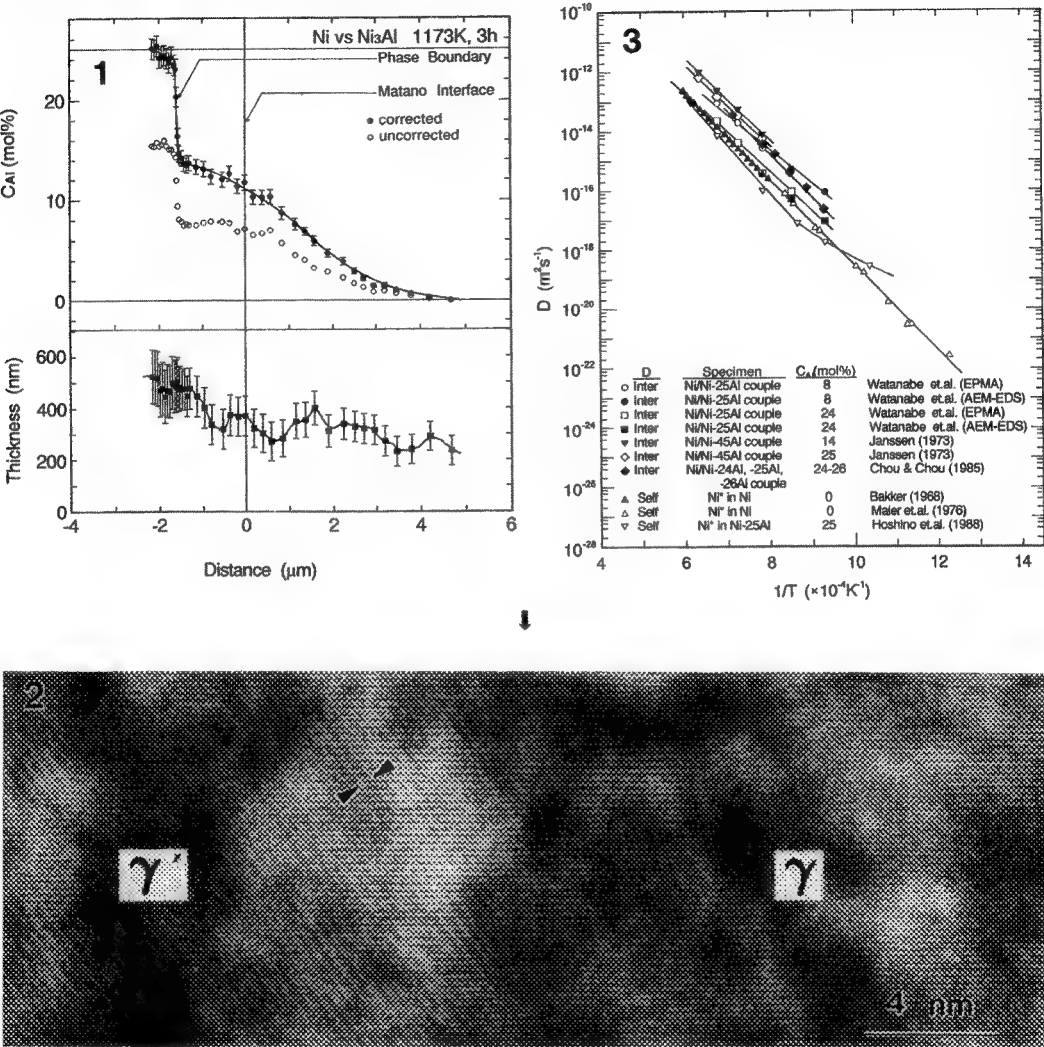 1
Ni vs Ni₃Al 1173K, 3h
Phase Boundary
Matano Interface
corrected
uncorrected
C_Al (mol%)
20
10
0
Thickness (nm)
600
400
200
0
-4 -2 0 2 4 6
Distance (μm)
3
D (m²s⁻¹)
10⁻¹⁰
10⁻¹²
10⁻¹⁴
10⁻¹⁶
10⁻¹⁸
10⁻²⁰
10⁻²²
10⁻²⁴
10⁻²⁶
10⁻²⁸
D Specimen C_Al(mol%)
○ Inter Ni/Ni-25Al couple 8 Watanabe et.al. (EPMA)
● Inter Ni/Ni-25Al couple 8 Watanabe et.al. (AEM-EDS)
□ Inter Ni/Ni-25Al couple 24 Watanabe et.al. (EPMA)
■ Inter Ni/Ni-25Al couple 24 Watanabe et.al. (AEM-EDS)
▼ Inter Ni/Ni-45Al couple 14 Janssen (1973)
◇ Inter Ni/Ni-45Al couple 25 Janssen (1973)
◆ Inter Ni/Ni-24Al, -25Al, 24-26 Chou & Chou (1985)
-26Al couple
▲ Self Ni* in Ni 0 Bakker (1968)
△ Self Ni* in Ni 0 Maier et.al. (1976)
▽ Self Ni* in Ni-25Al 25 Hoshino et.al. (1988)
4 6 8 10 12 14
1/T (×10⁻⁴K⁻¹)
2
γ′
γ
4 nm